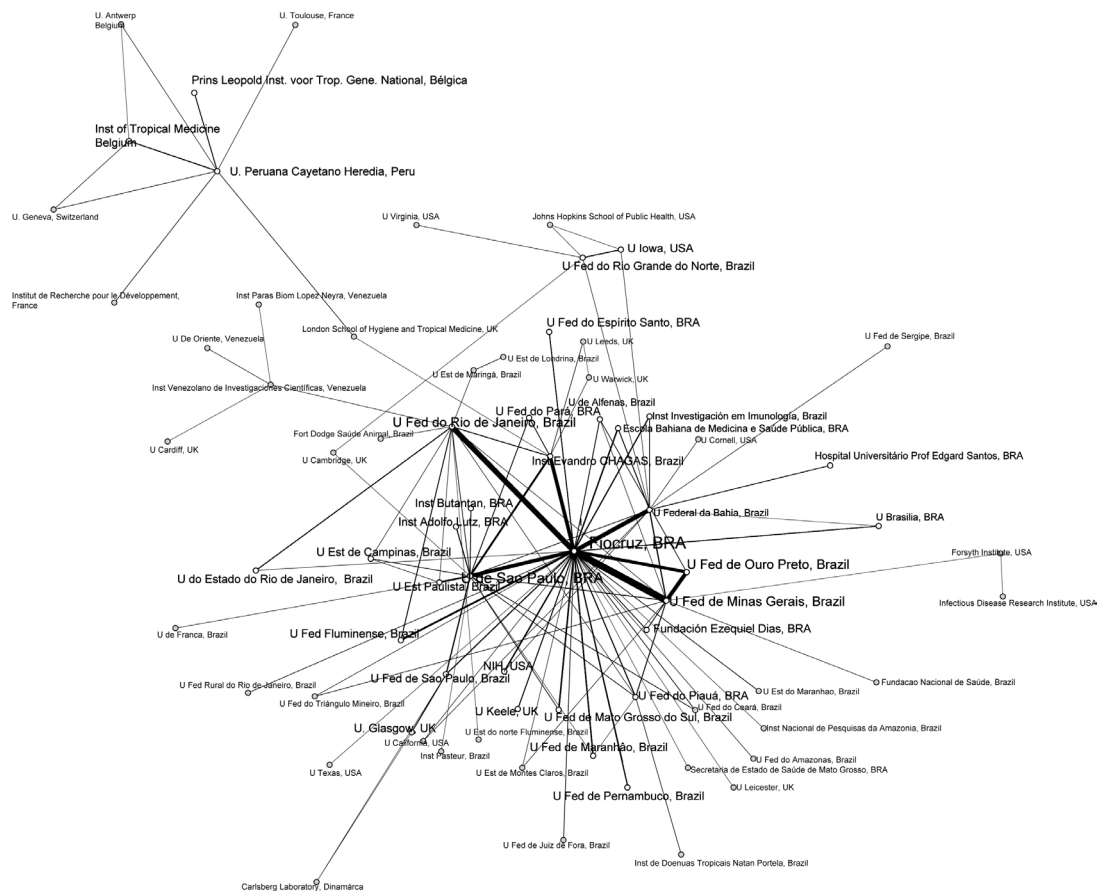 U. Antwerp
Belgium
U. Toulouse, France
Prins Leopold Inst. voor Trop. Gene. National, Bélgica
Inst of Tropical Medicine
Belgium
U. Peruana Cayetano Heredia, Peru
U. Geneva, Switzerland
U Virginia, USA
Johns Hopkins School of Public Health, USA
U Iowa, USA
U Fed do Rio Grande do Norte, Brazil
Institut de Recherche pour le Développement,
France
Inst Paras Biom Lopez Neyra, Venezuela
London School of Hygiene and Tropical Medicine, UK
U Fed do Espírito Santo, BRA
U De Oriente, Venezuela
U Leeds, UK
U Fed de Sergipe, Brazil
U Est de Londrina, Brazil
U Est de Maringá, Brazil
U Warwick, UK
Inst Venezolano de Investigaciones Científicas, Venezuela
U de Alfenas, Brazil
U Fed do Pará, BRA
Inst Investigación em Imunología, Brazil
U Fed do Rio de Janeiro, Brazil
Escola Bahiana de Medicina e Saúde Pública, BRA
Fort Dodge Saúde Animal, Brazil
U Cornell, USA
U Cardiff, UK
U Cambridge, UK
Inst Evandro CHAGAS, Brazil
Hospital Universitário Prof Edgard Santos, BRA
Inst Butantan, BRA
U Federal da Bahia, Brazil
Inst Adolfo Lutz, BRA
U Brasilia, BRA
Fiocruz, BRA
U Est de Campinas, Brazil
Forsyth Institute, USA
U Fed de Ouro Preto, Brazil
U do Estado do Rio de Janeiro, Brazil
U de Sao Paulo, BRA
U Est Paulista, Brazil
U Fed de Minas Gerais, Brazil
Infectious Disease Research Institute, USA
U de Franca, Brazil
U Fed Fluminense, Brazil
Fundación Ezequiel Dias, BRA
NIH, USA
U Fed de Sao Paulo, Brazil
Fundacao Nacional de Saúde, Brazil
U Fed Rural do Rio de Janeiro, Brazil
U Est do Maranhao, Brazil
U Fed do Triángulo Mineiro, Brazil
U Fed do Piauá, BRA
U Fed do Ceará, Brazil
U Keele, UK
U Fed de Mato Grosso do Sul, Brazil
U. Glasgow, UK
Inst Nacional de Pesquisas da Amazonia, Brazil
U Est do norte Fluminense, Brazil
U California, USA
Inst Pasteur, Brazil
U Fed de Maranhão, Brazil
U Fed do Amazonas, Brazil
U Texas, USA
U Est de Montes Claros, Brazil
Secretaria de Estado de Saúde de Mato Grosso, BRA
U Leicester, UK
U Fed de Pernambuco, Brazil
U Fed de Juiz de Fora, Brazil
Inst de Doenuas Tropicais Natan Portela, Brazil
Carlsberg Laboratory, Dinamárca